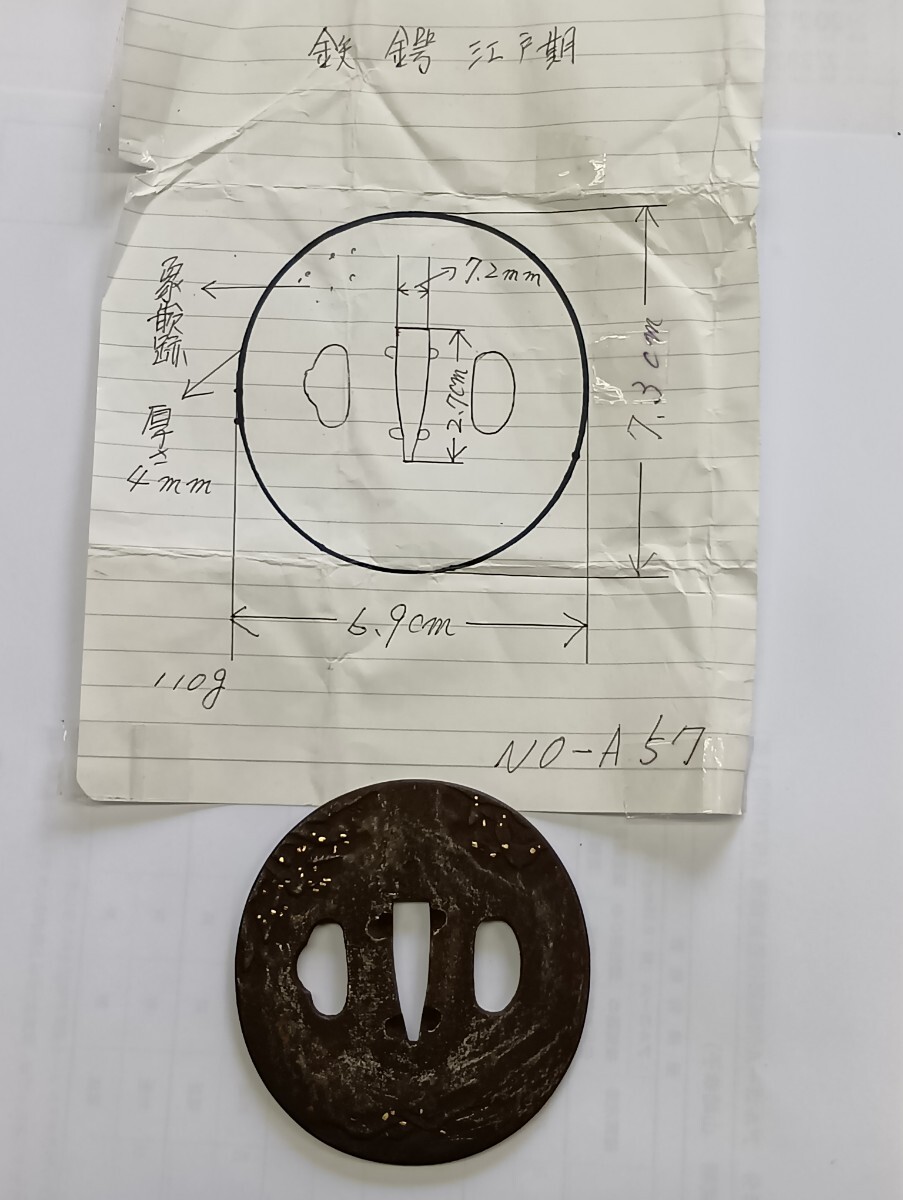 鉄 鍔 江戸期
7.2mm
象嵌跡
2.7cm
7.3cm
厚さ
4mm
6.9cm
110g
NO-A57